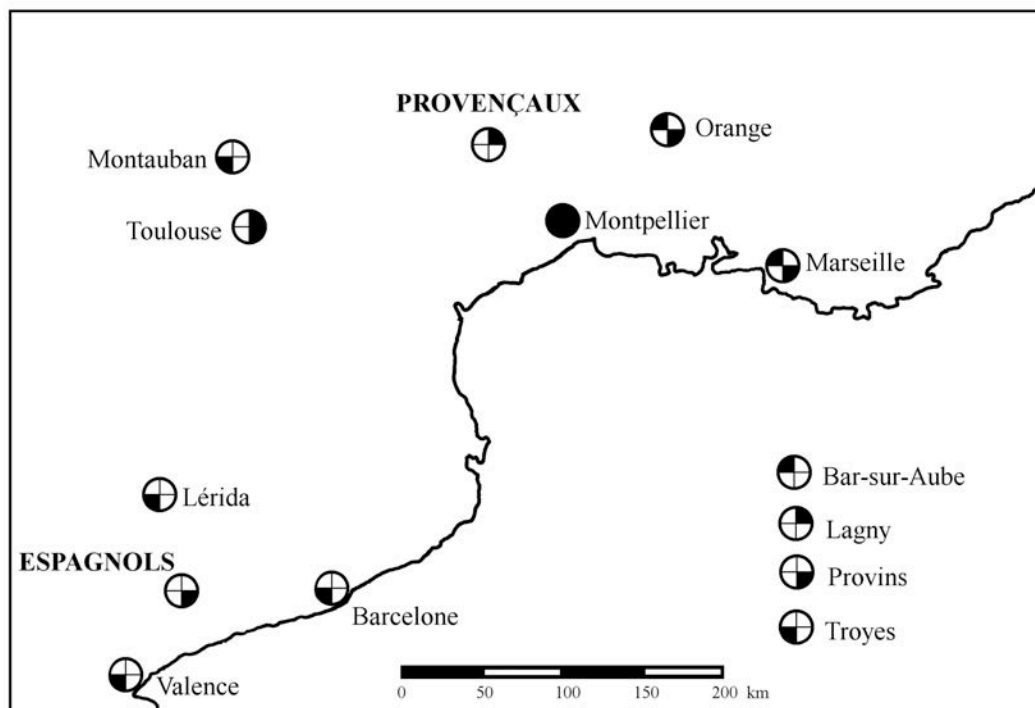 PROVENÇAUX
Orange
Montauban
Montpellier
Toulouse
Marseille
Bar-sur-Aube
Lérida
Lagny
ESPAGNOLS
Provins
Barcelone
Troyes
Valence
0 50 100 150 200 km